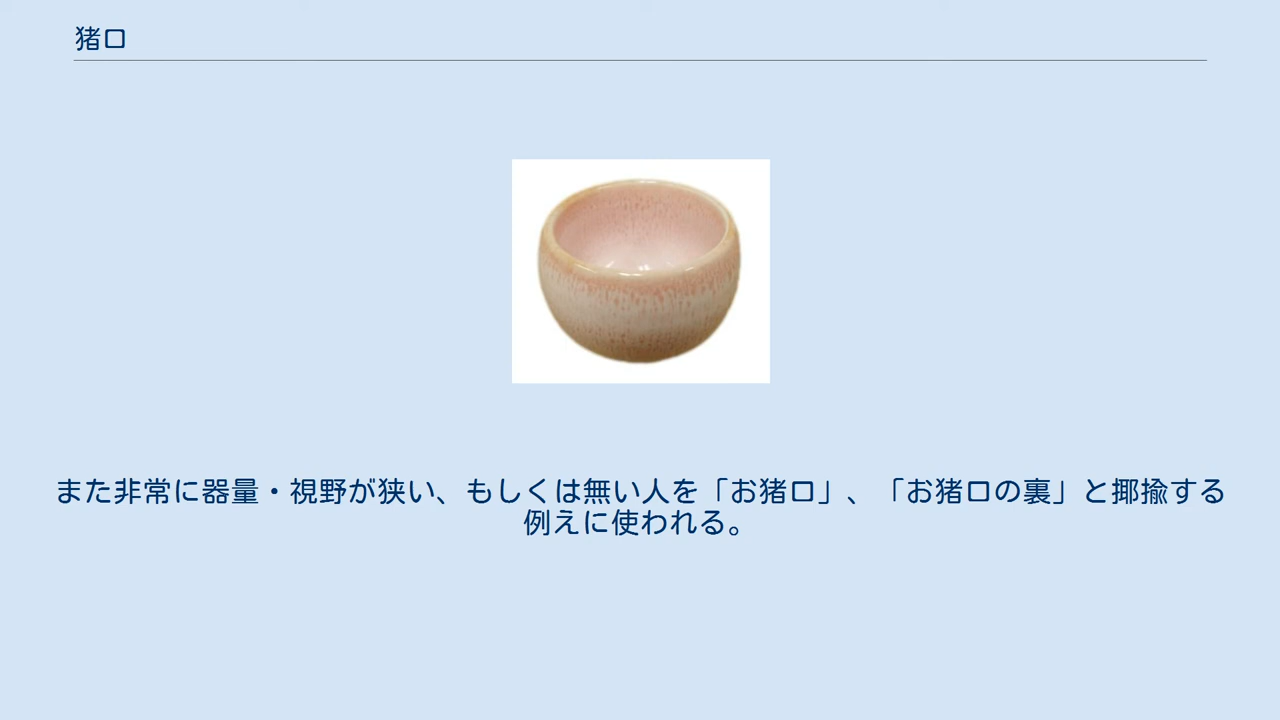 猪口
また非常に器量・視野が狭い、もしくは無い人を「お猪口」、「お猪口の裏」と揶揄する
例えに使われる。